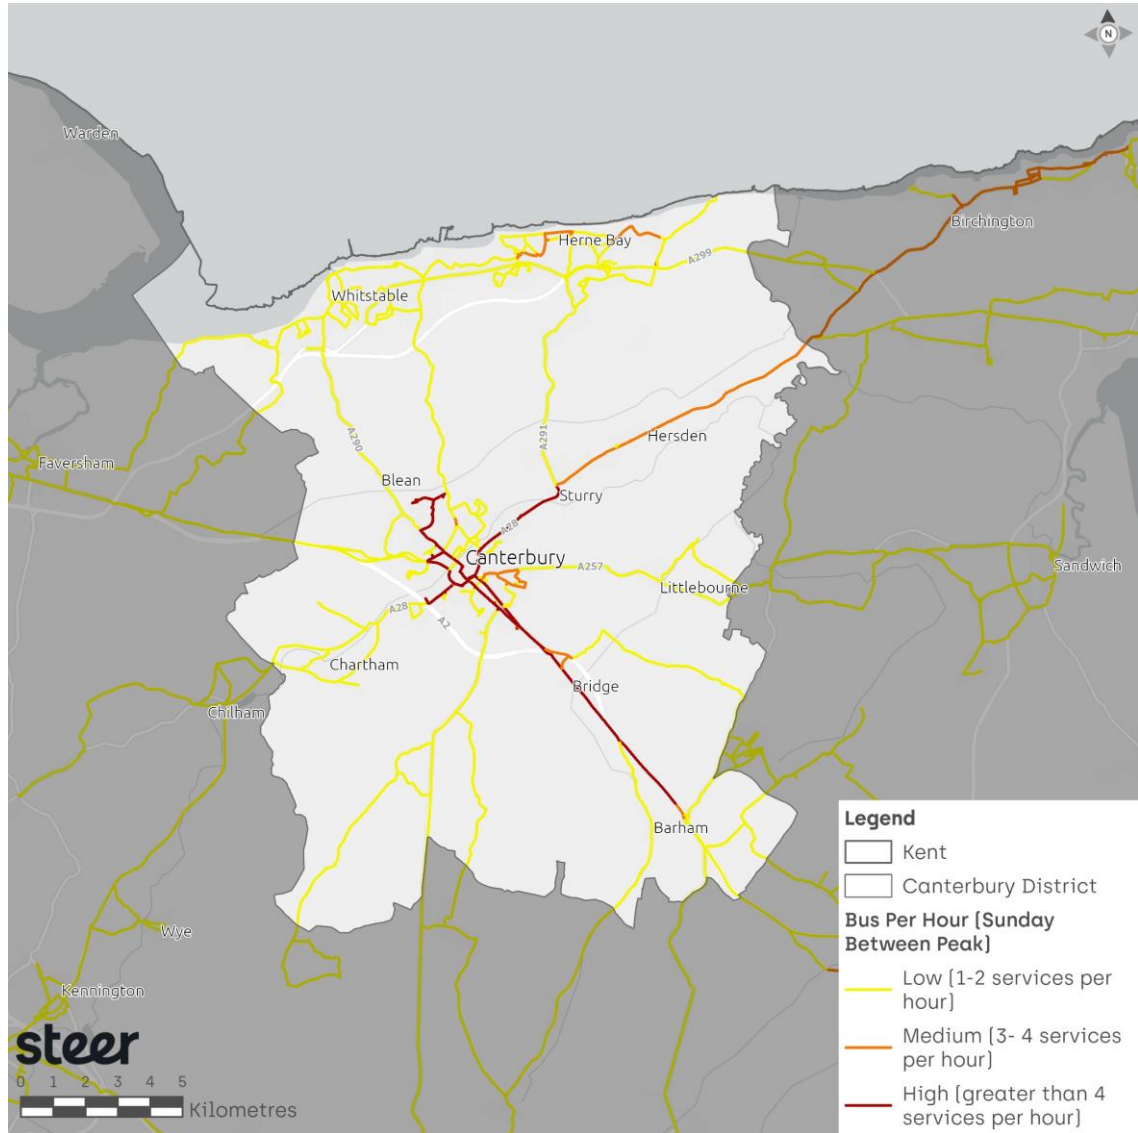 N
Warden
Birchington
Herne Bay
A299
Whitstable
Hersden
A291
A290
Faversham
Blean
Sturry
A28
Canterbury
A257
Sandwich
Littlebourne
A28
A2
Chartham
Bridge
Chilham
Barham
Wye
Kennington
steer
0 1 2 3 4 5
Kilometres
Legend
Kent
Canterbury District
Bus Per Hour (Sunday
Between Peak)
Low (1-2 services per
hour)
Medium (3- 4 services
per hour)
High (greater than 4
services per hour)